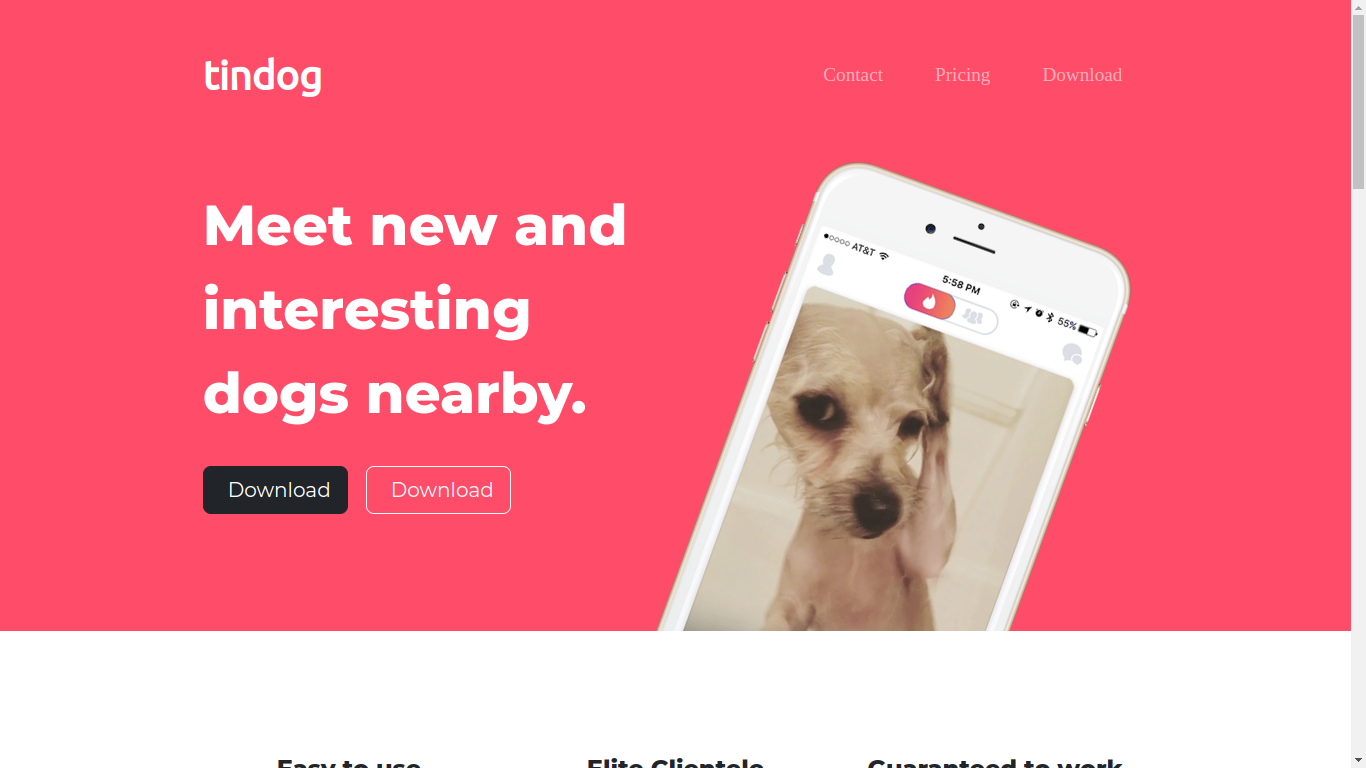 tindog
Contact Pricing Download
Meet new and
interesting
dogs nearby.
Download Download
AT&T
5:58 PM
55%
Easy to use Elite Clientele Guaranteed to work